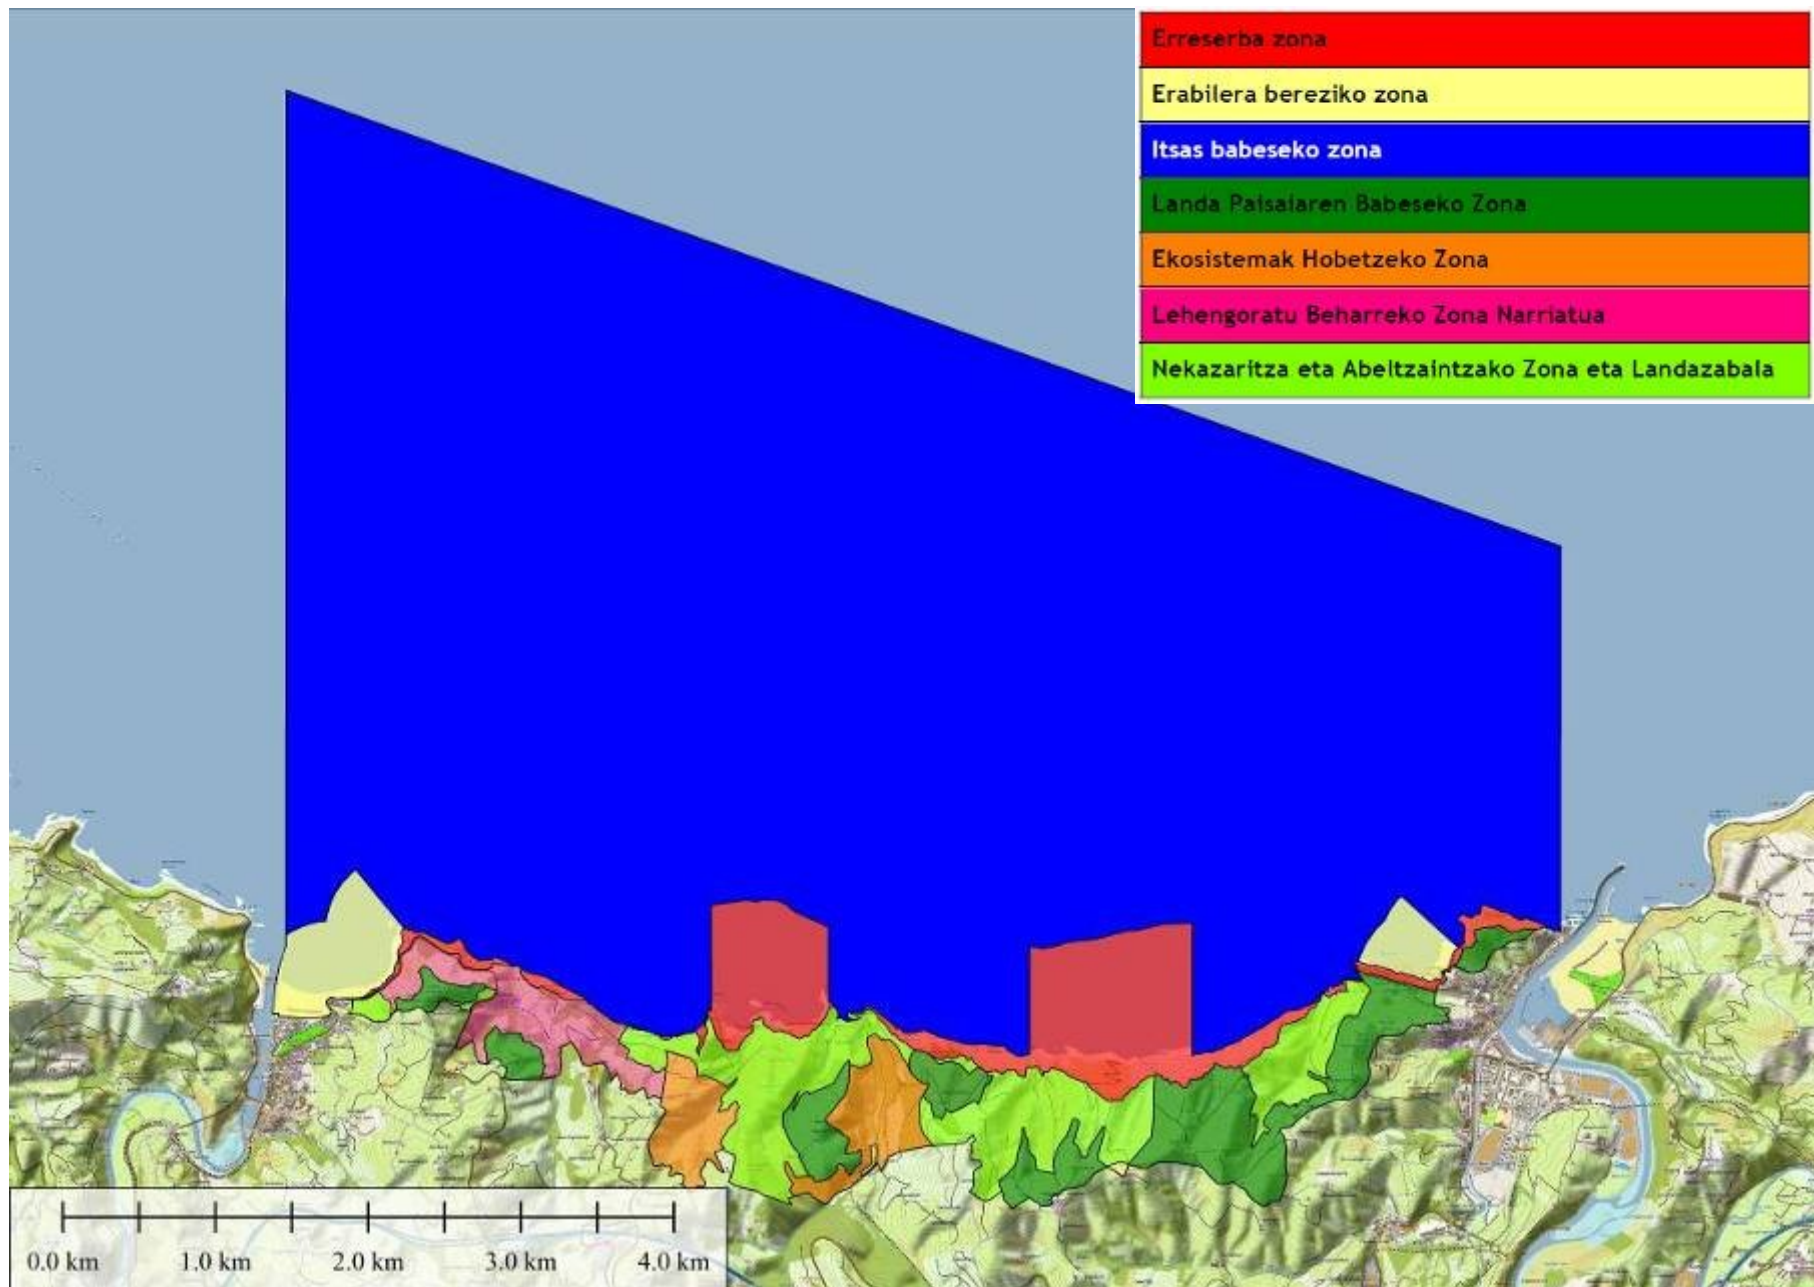 Erreserba zona
Erabilera bereziko zona
Itsas babeseko zona
Landa Paisaiaren Babeseko Zona
Ekosistemak Hobetzeko Zona
Lehengoratu Beharreko Zona Narriatua
Nekazaritza eta Abeltzaintzako Zona eta Landazabala
0.0 km 1.0 km 2.0 km 3.0 km 4.0 km